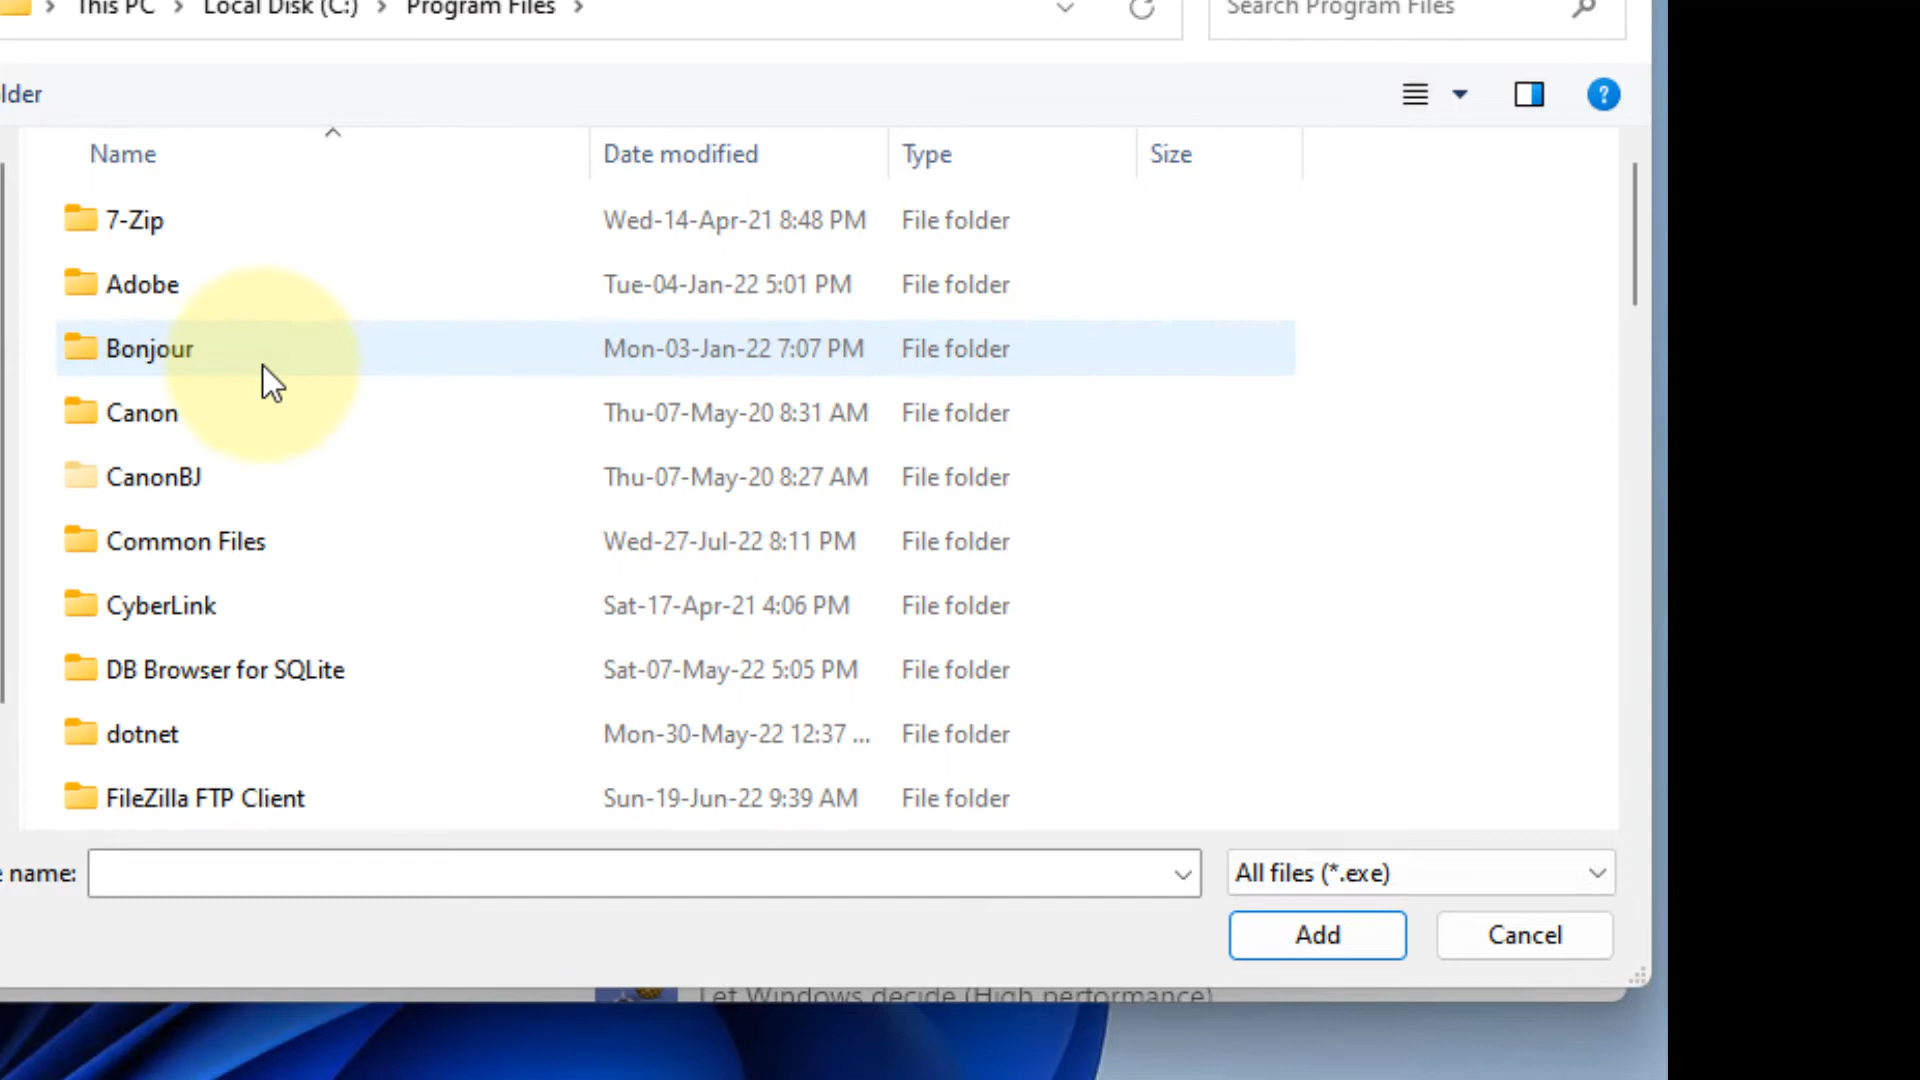 This PC > Local Disk (C:) > Program Files >
Search Program Files
older
Name Date modified Type Size
7-Zip Wed-14-Apr-21 8:48 PM File folder
Adobe Tue-04-Jan-22 5:01 PM File folder
Bonjour Mon-03-Jan-22 7:07 PM File folder
Canon Thu-07-May-20 8:31 AM File folder
CanonBJ Thu-07-May-20 8:27 AM File folder
Common Files Wed-27-Jul-22 8:11 PM File folder
CyberLink Sat-17-Apr-21 4:06 PM File folder
DB Browser for SQLite Sat-07-May-22 5:05 PM File folder
dotnet Mon-30-May-22 12:37 ... File folder
FileZilla FTP Client Sun-19-Jun-22 9:39 AM File folder
e name: All files (*.exe)
Add Cancel
Let Windows decide (High performance)